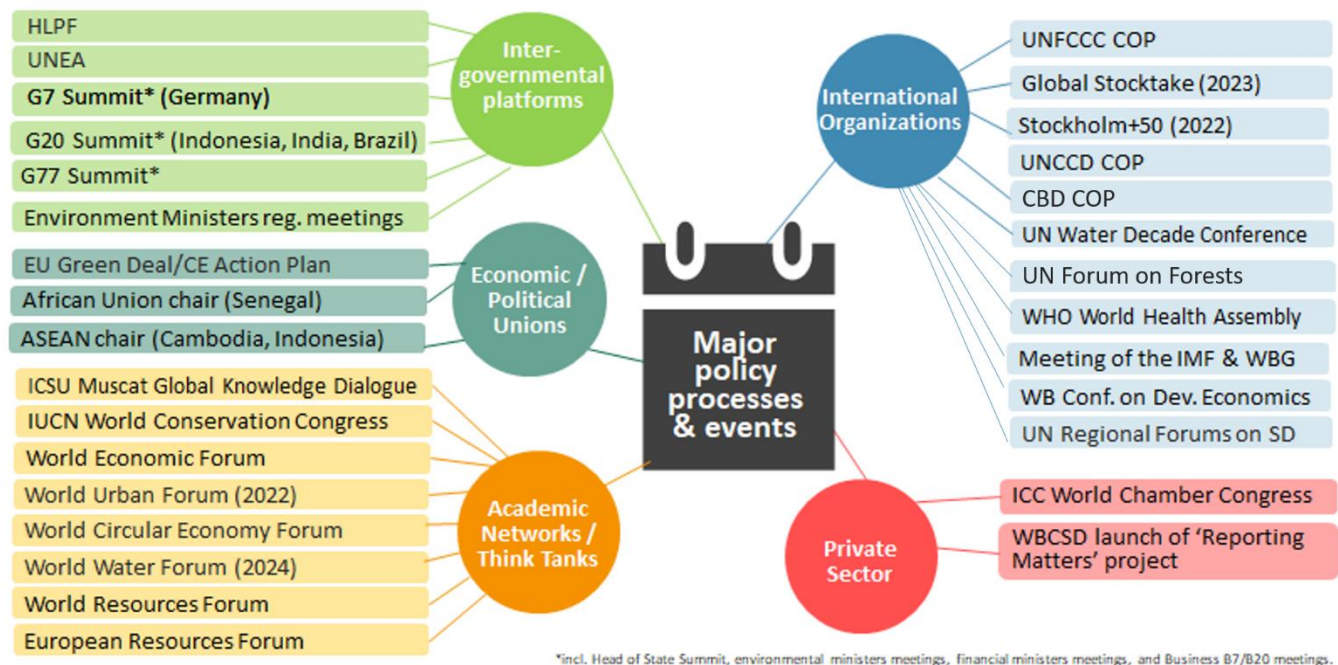 HLPF
UNEA
G7 Summit* (Germany)
G20 Summit* (Indonesia, India, Brazil)
G77 Summit*
Environment Ministers reg. meetings
Inter-
governmental
platforms
EU Green Deal/CE Action Plan
African Union chair (Senegal)
ASEAN chair (Cambodia, Indonesia)
Economic /
Political
Unions
ICSU Muscat Global Knowledge Dialogue
IUCN World Conservation Congress
World Economic Forum
World Urban Forum (2022)
World Circular Economy Forum
World Water Forum (2024)
World Resources Forum
European Resources Forum
Academic
Networks /
Think Tanks
Major
policy
processes
& events
International
Organizations
UNFCCC COP
Global Stocktake (2023)
Stockholm+50 (2022)
UNCCD COP
CBD COP
UN Water Decade Conference
UN Forum on Forests
WHO World Health Assembly
Meeting of the IMF & WBG
WB Conf. on Dev. Economics
UN Regional Forums on SD
Private
Sector
ICC World Chamber Congress
WBCSD launch of ‘Reporting
Matters’ project
*incl. Head of State Summit, environmental ministers meetings, financial ministers meetings, and Business B7/B20 meetings.